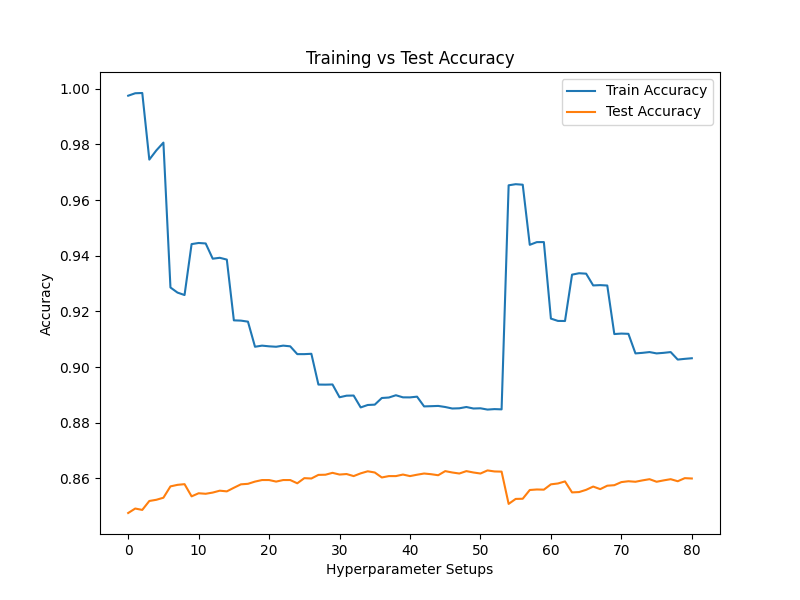 Training vs Test Accuracy
Train Accuracy
Test Accuracy
1.00
0.98
0.96
0.94
0.92
0.90
0.88
0.86
Accuracy
0 10 20 30 40 50 60 70 80
Hyperparameter Setups